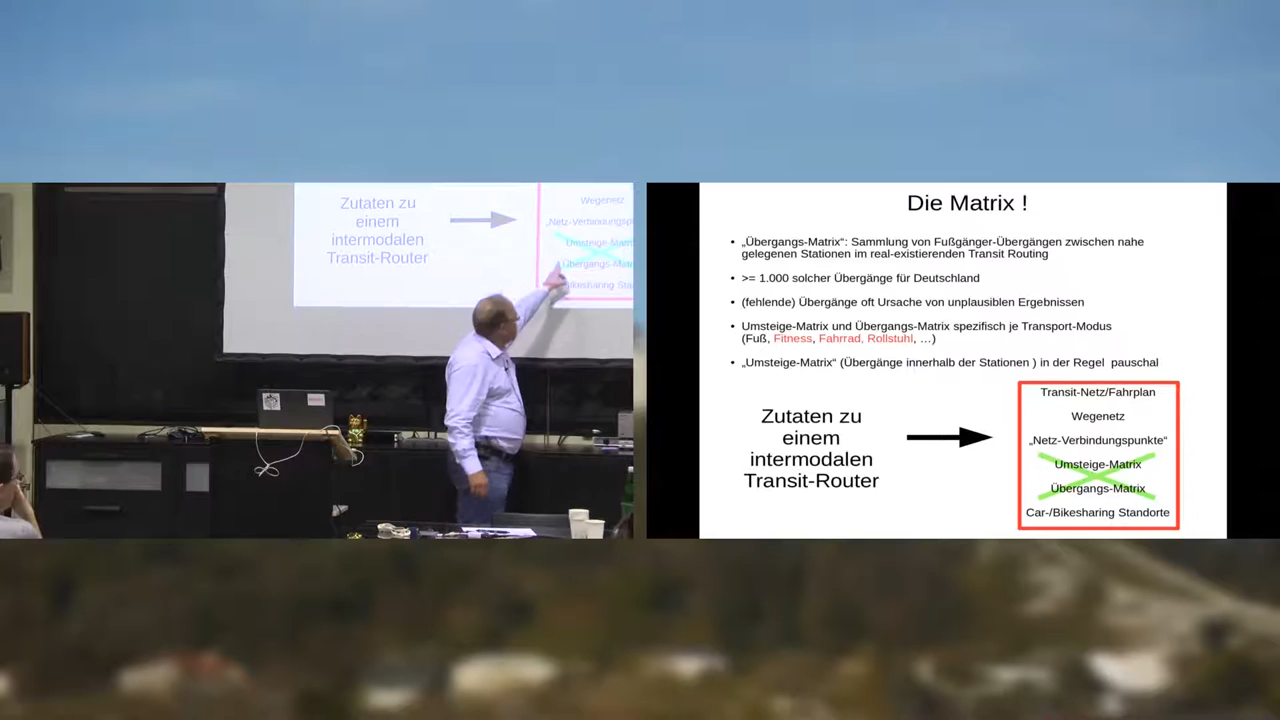 Zutaten zu
einem
intermodalen
Transit-Router
Wegenetz
Die Matrix !
• „Übergangs-Matrix“: Sammlung von Fußgänger-Übergängen zwischen nahe
gelegenen Stationen im real-existierenden Transit Routing
• >= 1.000 solcher Übergänge für Deutschland
• (fehlende) Übergänge oft Ursache von unplausiblen Ergebnissen
• Umsteige-Matrix und Übergangs-Matrix spezifisch je Transport-Modus
(Fuß, Fitness, Fahrrad, Rollstuhl, …)
• „Umsteige-Matrix“ (Übergänge innerhalb der Stationen ) in der Regel pauschal
Zutaten zu
einem
intermodalen
Transit-Router
Transit-Netz/Fahrplan
Wegenetz
„Netz-Verbindungspunkte“
Umsteige-Matrix
Übergangs-Matrix
Car-/Bikesharing Standorte